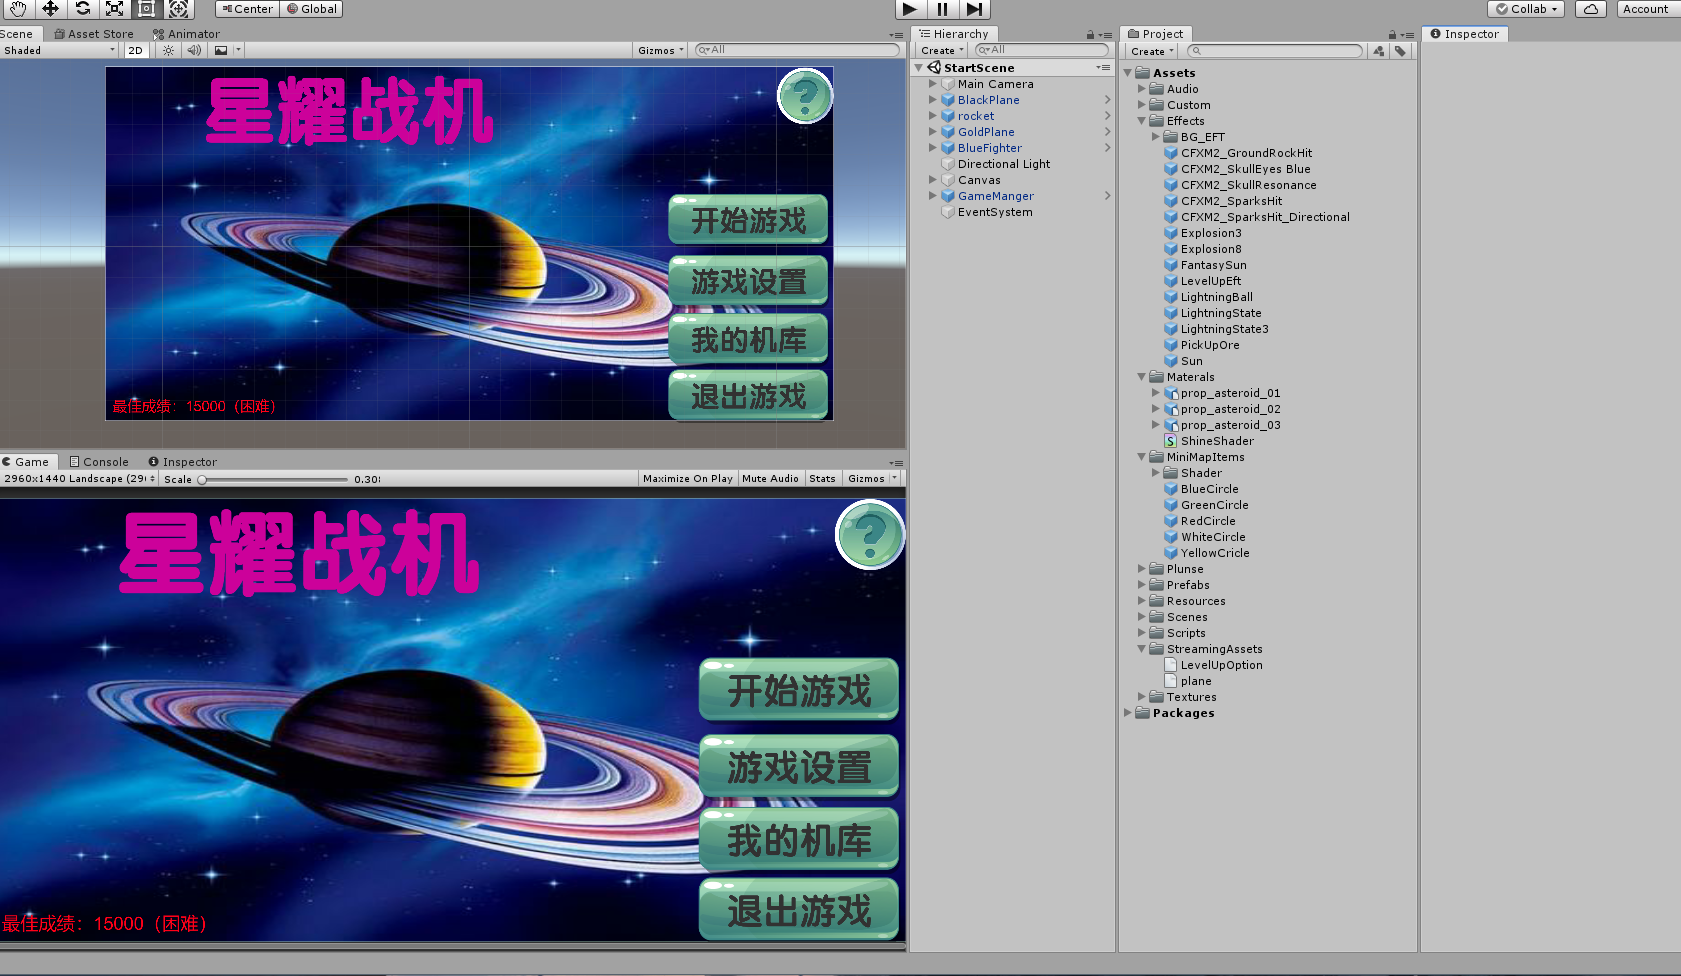 Center Global Collab Account
Scene Asset Store Animator
Shaded 2D Gizmos All
星耀战机
?
开始游戏
游戏设置
我的机库
退出游戏
最佳成绩：15000（困难）
Game Console Inspector
2960x1440 Landscape (29 Scale 0.30 Maximize On Play Mute Audio Stats Gizmos
星耀战机
?
开始游戏
游戏设置
我的机库
退出游戏
最佳成绩：15000（困难）
Hierarchy
Create All
StartScene
Main Camera
BlackPlane
rocket
GoldPlane
BlueFighter
Directional Light
Canvas
GameManger
EventSystem
Project
Create
Assets
Audio
Custom
Effects
BG_EFT
CFXM2_GroundRockHit
CFXM2_SkullEyes Blue
CFXM2_SkullResonance
CFXM2_SparksHit
CFXM2_SparksHit_Directional
Explosion3
Explosion8
FantasySun
LevelUpEft
LightningBall
LightningState
LightningState3
PickUpOre
Sun
Materals
prop_asteroid_01
prop_asteroid_02
prop_asteroid_03
S ShineShader
MiniMapItems
Shader
BlueCircle
GreenCircle
RedCircle
WhiteCircle
YellowCricle
Plunse
Prefabs
Resources
Scenes
Scripts
StreamingAssets
LevelUpOption
plane
Textures
Packages
Inspector